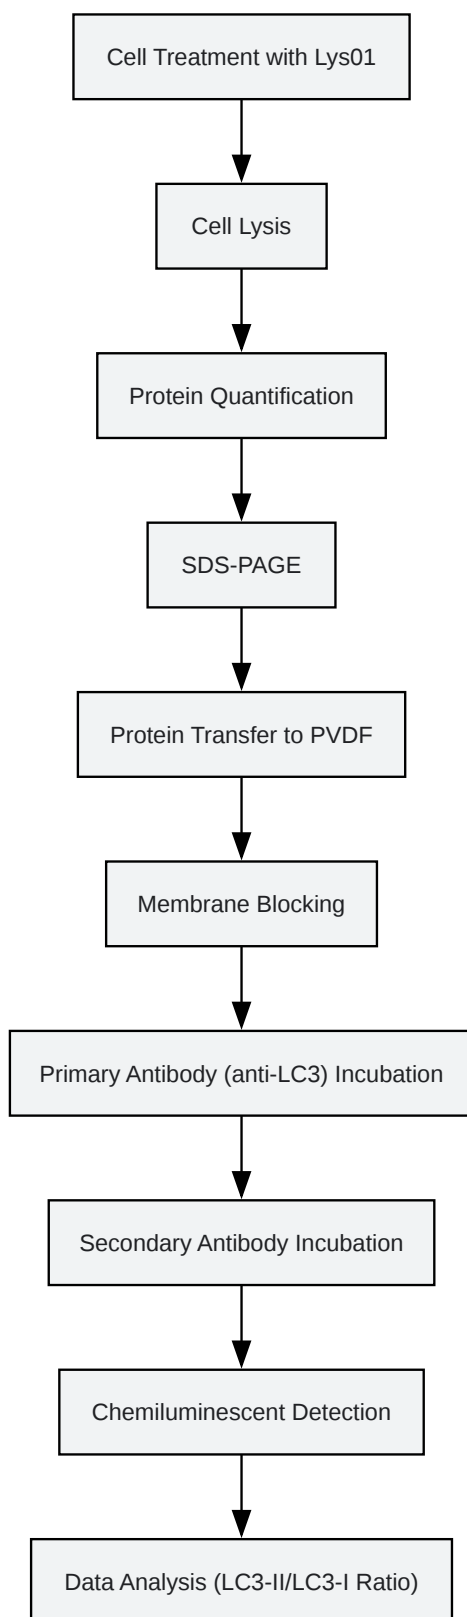 Cell Treatment with Lys01
Cell Lysis
Protein Quantification
SDS-PAGE
Protein Transfer to PVDF
Membrane Blocking
Primary Antibody (anti-LC3) Incubation
Secondary Antibody Incubation
Chemiluminescent Detection
Data Analysis (LC3-II/LC3-I Ratio)